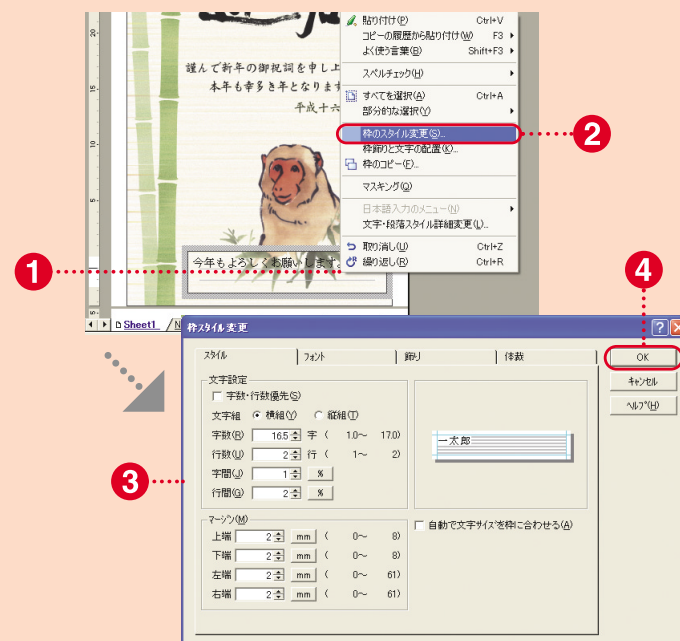 謹んで新年の御祝詞を申し上
本年も幸多き年となります
平成十六
今年もよろしくお願いします。
貼り付け(P) Ctrl+V
コピーの履歴から貼り付け(W) F3
よく使う言葉(B) Shift+F3
スペルチェック(H)
すべてを選択(A) Ctrl+A
部分的な選択(Y)
枠のスタイル変更(S)...
枠飾りと文字の配置(K)...
枠のコピー(F)...
マスキング(Q)
日本語入力のメニュー(N)
文字・段落スタイル詳細変更(L)...
取り消し(U) Ctrl+Z
繰り返し(R) Ctrl+R
1
2
Sheet1 N
4
枠スタイル変更
スタイル フォント 飾り 体裁
OK
キャンセル
ヘルプ(H)
文字設定
字数・行数優先(S)
文字組 横組(Y) 縦組(T)
字数(R) 16.5 字 ( 1.0～ 17.0)
行数(U) 2 行 ( 1～ 2)
字間(J) 1 %
行間(G) 2 %
一太郎
3
マージン(M)
上端 2 mm ( 0～ 8)
下端 2 mm ( 0～ 8)
左端 2 mm ( 0～ 61)
右端 2 mm ( 0～ 61)
自動で文字サイズを枠に合わせる(A)